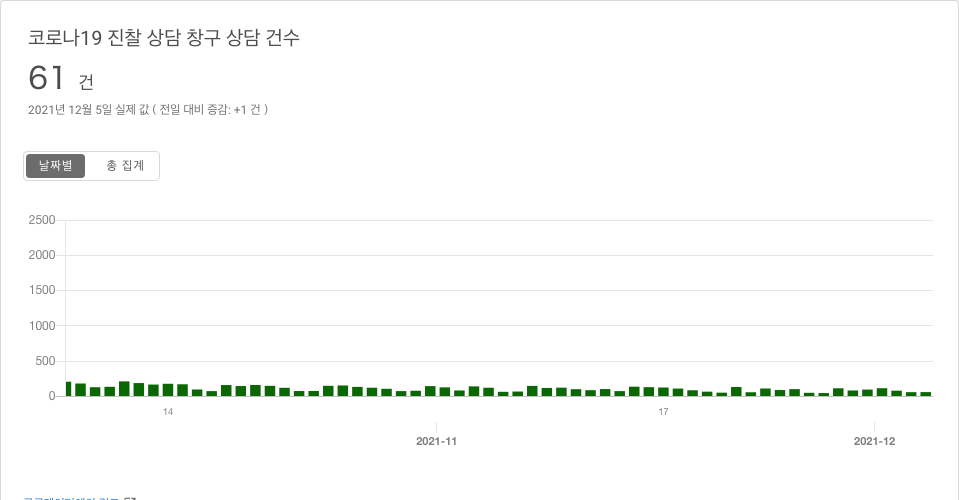 코로나19 진찰 상담 창구 상담 건수
61 건
2021년 12월 5일 실제 값 ( 전일 대비 증감: +1 건 )
날짜별 총 집계
2500
2000
1500
1000
500
0
14 17
2021-11 2021-12